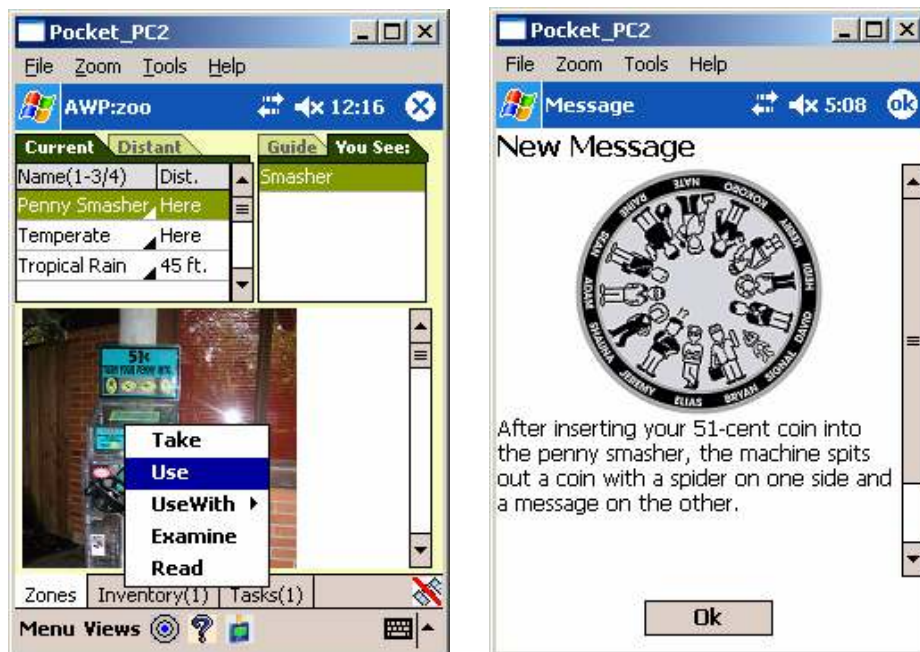 Pocket_PC2
File Zoom Tools Help
AWP:zoo 12:16
Current Distant
Name(1-3/4) Dist.
Penny Smasher Here
Temperate Here
Tropical Rain 45 ft.
Guide You See:
Smasher
51¢
Take
Use
UseWith
Examine
Read
Zones Inventory(1) Tasks(1)
Menu Views
Pocket_PC2
File Zoom Tools Help
Message 5:08 ok
New Message
NATE KOKORO KERRY HEIDI DAVID SIGNAL BRYAN ELIAS JEREMY SHAUNA ADAM SEAN RAINE
After inserting your 51-cent coin into
the penny smasher, the machine spits
out a coin with a spider on one side and
a message on the other.
Ok